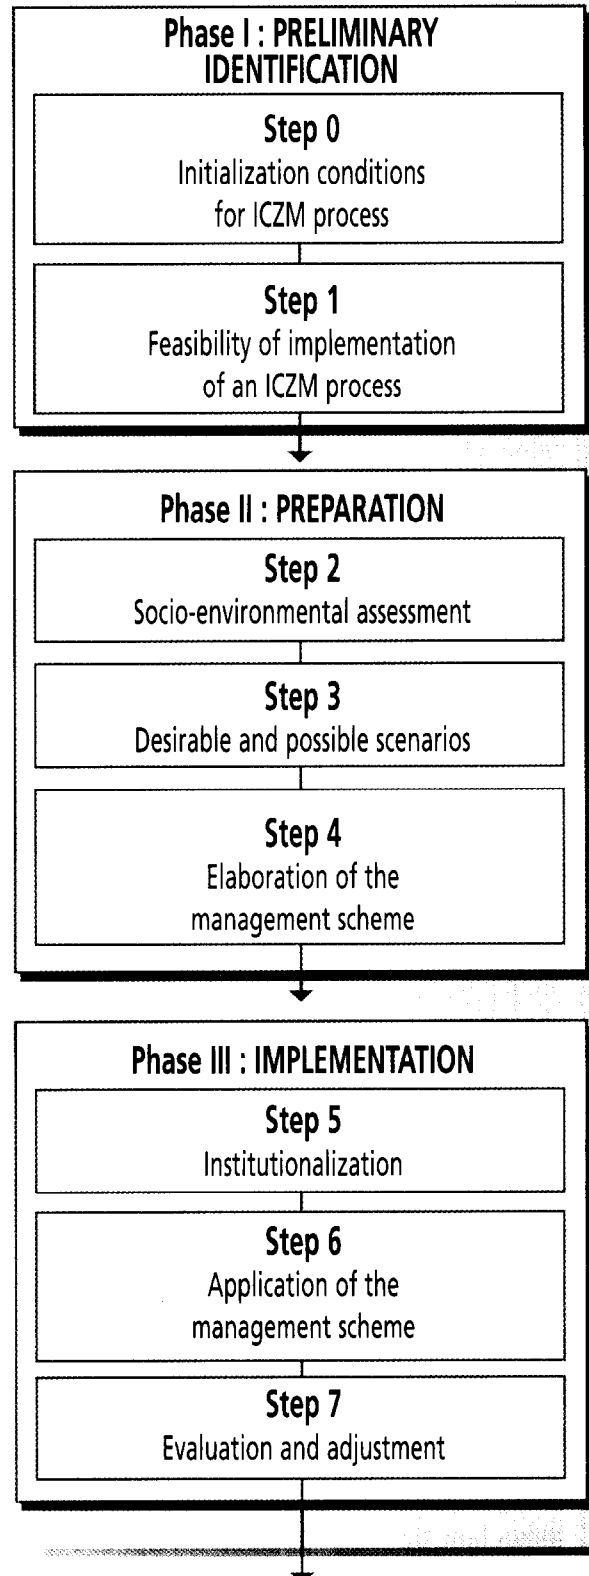 Phase I : PRELIMINARY
IDENTIFICATION
Step 0
Initialization conditions
for ICZM process
Step 1
Feasibility of implementation
of an ICZM process
Phase II : PREPARATION
Step 2
Socio-environmental assessment
Step 3
Desirable and possible scenarios
Step 4
Elaboration of the
management scheme
Phase III : IMPLEMENTATION
Step 5
Institutionalization
Step 6
Application of the
management scheme
Step 7
Evaluation and adjustment